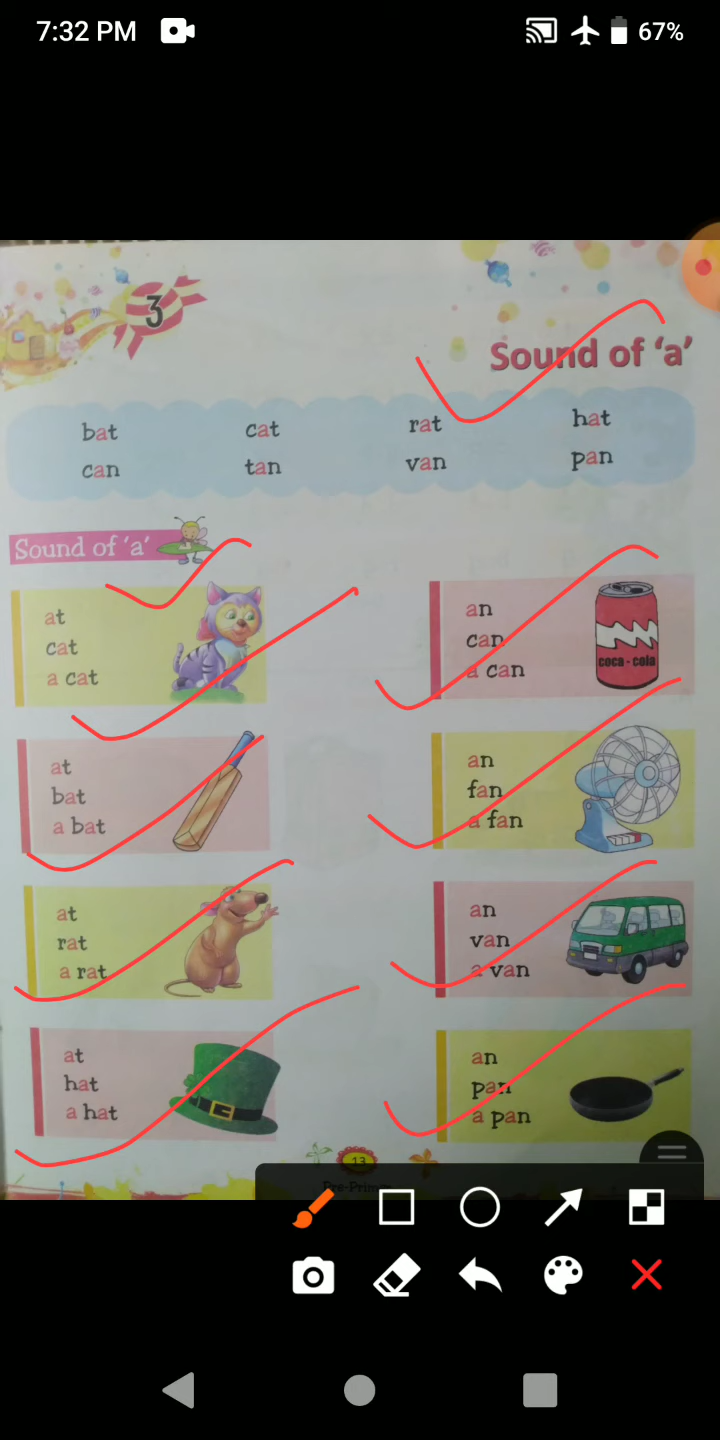 7:32 PM
67%
3
Sound of 'a'
bat cat rat hat
can tan van pan
Sound of 'a'
at
cat
a cat
an
can
a can
coca-cola
at
bat
a bat
an
fan
a fan
at
rat
a rat
an
van
a van
at
hat
a hat
an
pan
a pan
13